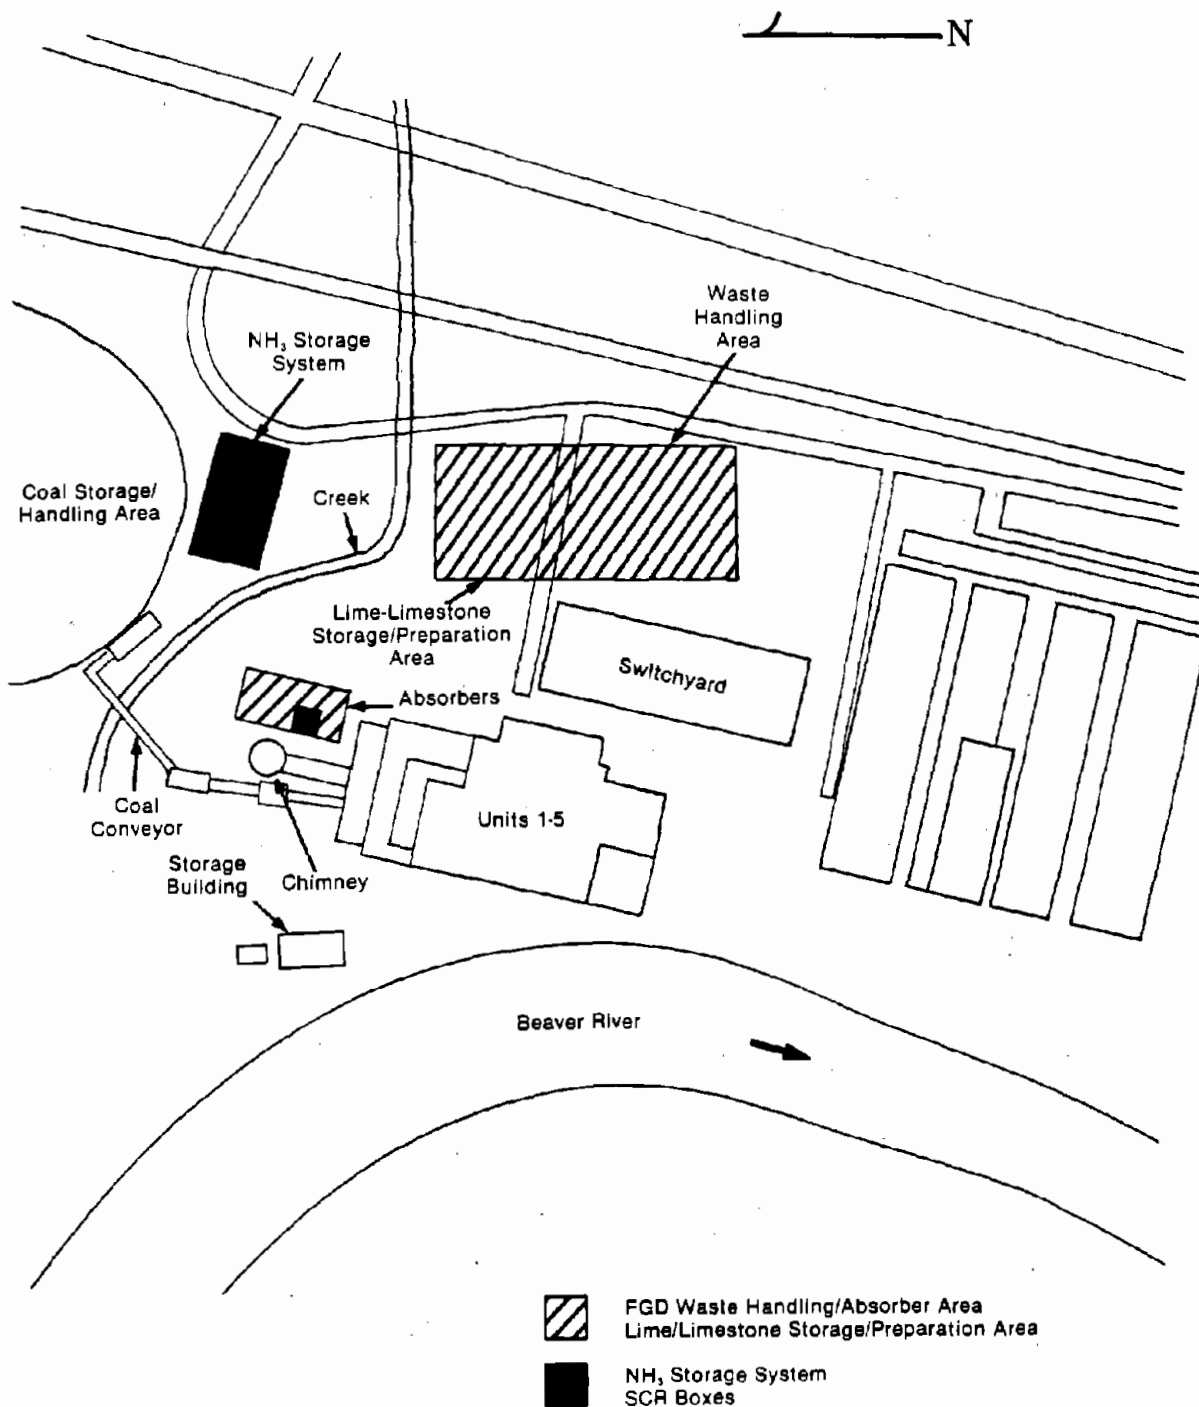 N
Waste
Handling
Area
NH₃ Storage
System
Coal Storage/
Handling Area
Creek
Lime-Limestone
Storage/Preparation
Area
Switchyard
Absorbers
Coal
Conveyor
Units 1-5
Storage
Building
Chimney
Beaver River
FGD Waste Handling/Absorber Area
Lime/Limestone Storage/Preparation Area
NH₃ Storage System
SCR Boxes